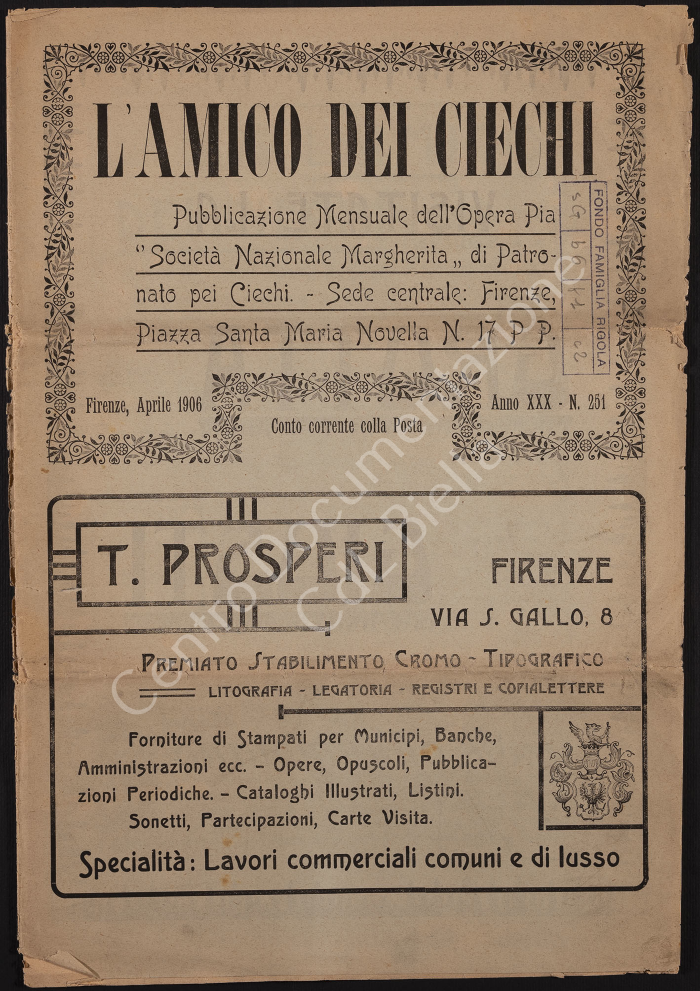 L'AMICO DEI CIECHI
Pubblicazione Mensuale dell'Opera Pia
“Società Nazionale Margherita„ di Patro-
nato pei Ciechi. - Sede centrale: Firenze,
Piazza Santa Maria Novella N. 17 P P.
FONDO FAMIGLIA RIGOLA
Firenze, Aprile 1906
Conto corrente colla Posta
Anno XXX - N. 251
T. PROSPERI
FIRENZE
VIA S. GALLO, 8
PREMIATO STABILIMENTO CROMO - TIPOGRAFICO
LITOGRAFIA - LEGATORIA - REGISTRI E COPIALETTERE
Forniture di Stampati per Municipi, Banche,
Amministrazioni ecc. - Opere, Opuscoli, Pubblica-
zioni Periodiche. - Cataloghi Illustrati, Listini.
Sonetti, Partecipazioni, Carte Visita.
Specialità: Lavori commerciali comuni e di lusso
Centro Documentazione
CdL Biella